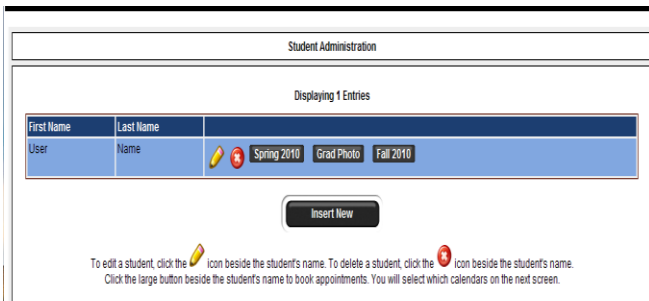 Student Administration
Displaying 1 Entries
First Name Last Name
User Name Spring 2010 Grad Photo Fall 2010
Insert New
To edit a student, click the icon beside the student's name. To delete a student, click the icon beside the student's name.
Click the large button beside the student's name to book appointments. You will select which calendars on the next screen.